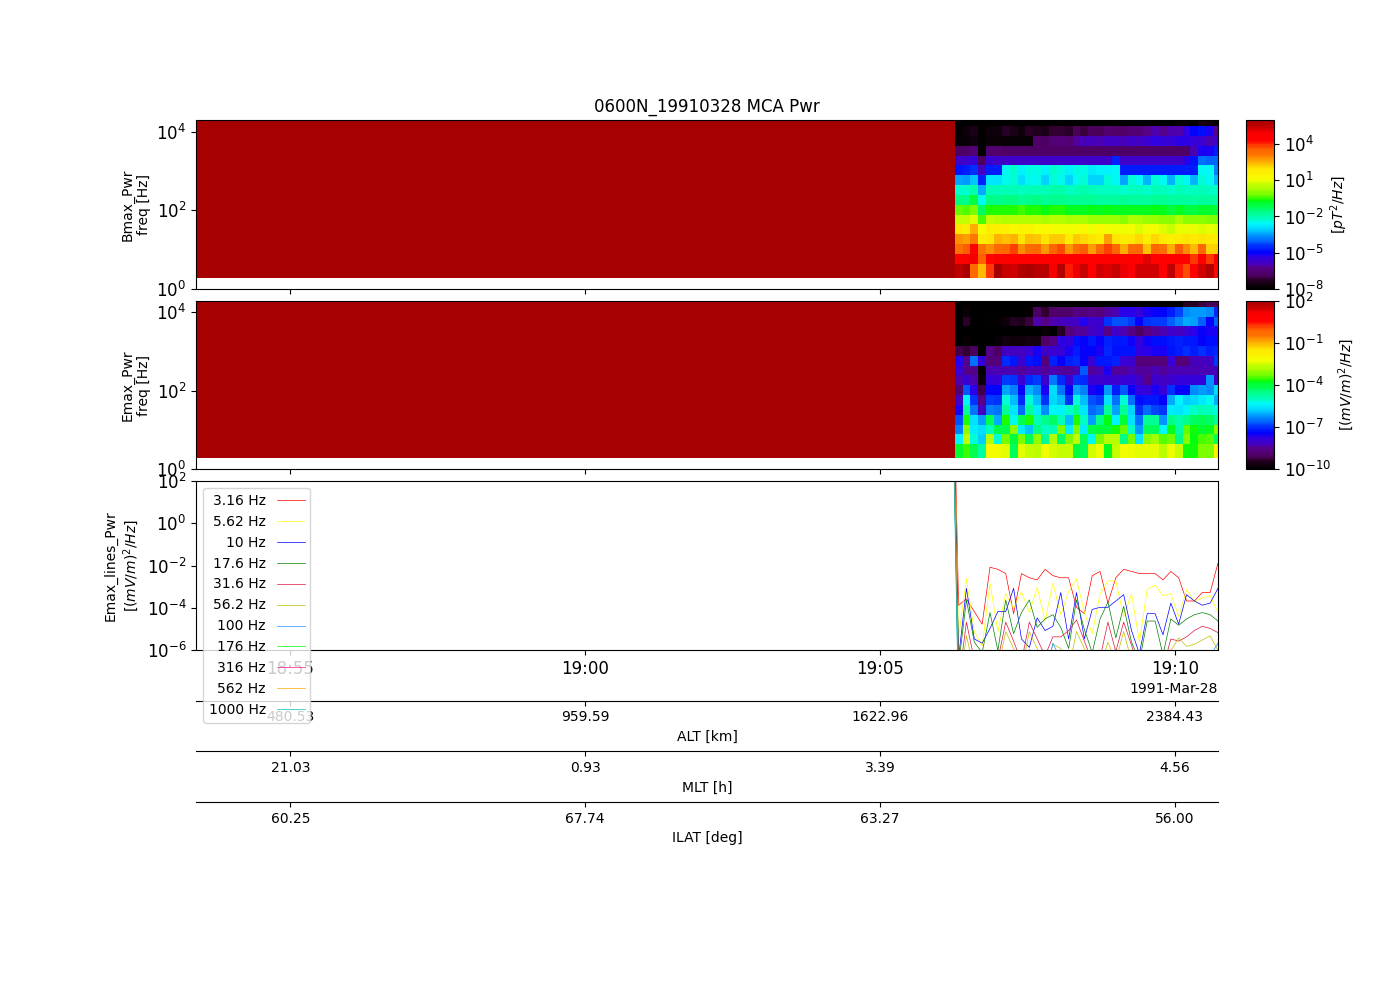 0600N_19910328 MCA Pwr
Bmax_Pwr
freq [Hz]
10^4
10^2
10^0
10^4
10^1
10^-2
10^-5
10^-8
[pT^2/Hz]
Emax_Pwr
freq [Hz]
10^4
10^2
10^0
10^2
10^-1
10^-4
10^-7
10^-10
[(mV/m)^2/Hz]
Emax_lines_Pwr
[(mV/m)^2/Hz]
10^2
10^0
10^-2
10^-4
10^-6
3.16 Hz
5.62 Hz
10 Hz
17.6 Hz
31.6 Hz
56.2 Hz
100 Hz
176 Hz
316 Hz
562 Hz
1000 Hz
18:55 19:00 19:05 19:10
1991-Mar-28
480.53 959.59 1622.96 2384.43
ALT [km]
21.03 0.93 3.39 4.56
MLT [h]
60.25 67.74 63.27 56.00
ILAT [deg]